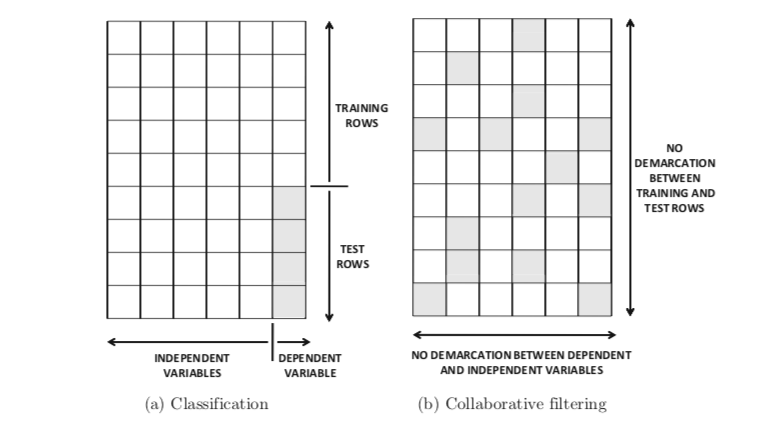 TRAINING
ROWS
TEST
ROWS
INDEPENDENT
VARIABLES
DEPENDENT
VARIABLE
(a) Classification
NO
DEMARCATION
BETWEEN
TRAINING AND
TEST ROWS
NO DEMARCATION BETWEEN DEPENDENT
AND INDEPENDENT VARIABLES
(b) Collaborative filtering